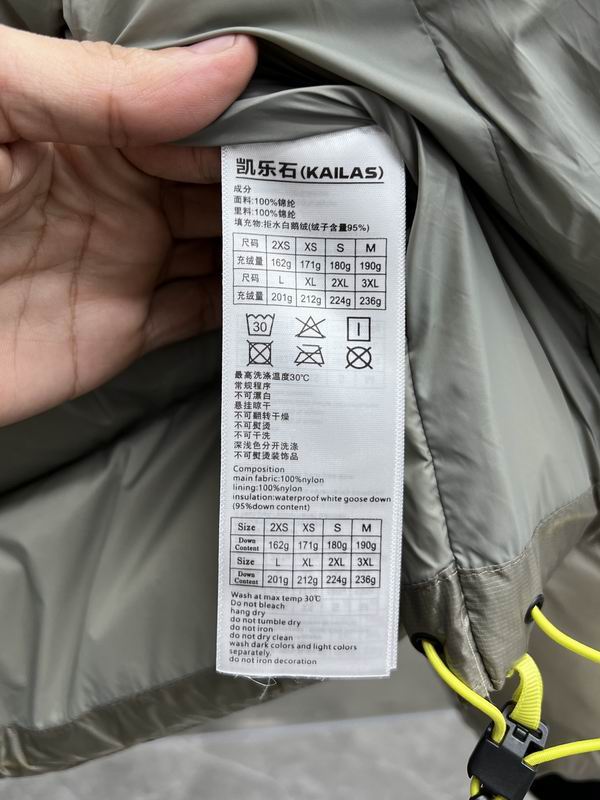 凯乐石(KAILAS)
成分
面料:100%锦纶
里料:100%锦纶
填充物:拒水白鹅绒(绒子含量95%)
尺码 2XS XS S M
充绒量 162g 171g 180g 190g
尺码 L XL 2XL 3XL
充绒量 201g 212g 224g 236g
30
最高洗涤温度30℃
常规程序
不可漂白
悬挂晾干
不可翻转干燥
不可熨烫
不可干洗
深浅色分开洗涤
不可熨烫装饰品
Composition
main fabric:100%nylon
lining:100%nylon
insulation:waterproof white goose down
(95%down content)
Size 2XS XS S M
Down Content 162g 171g 180g 190g
Size L XL 2XL 3XL
Down Content 201g 212g 224g 236g
Wash at max temp 30℃
Do not bleach
hang dry
do not tumble dry
do not iron
do not dry clean
wash dark colors and light colors
separately.
do not iron decoration